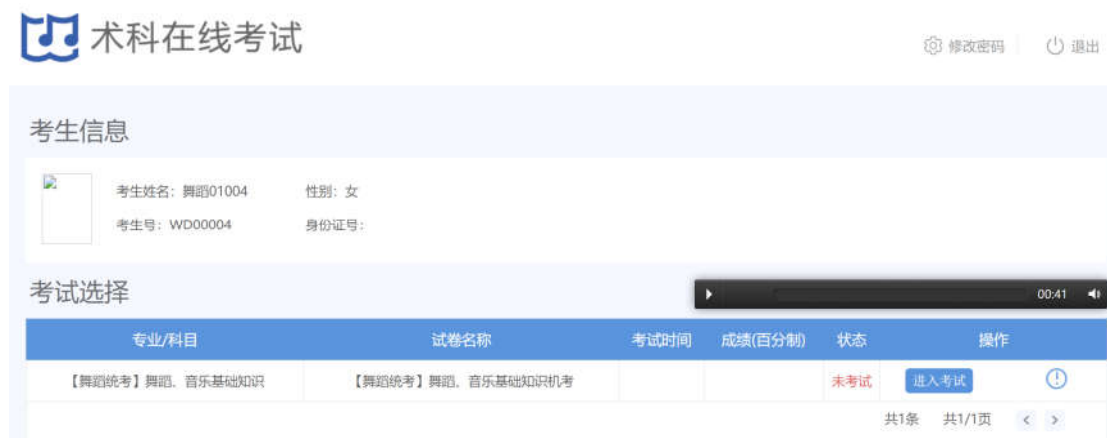 术科在线考试
修改密码 退出
考生信息
考生姓名：舞蹈01004 性别：女
考生号：WD00004 身份证号：
考试选择
00:41
专业/科目 试卷名称 考试时间 成绩(百分制) 状态 操作
【舞蹈统考】舞蹈、音乐基础知识 【舞蹈统考】舞蹈、音乐基础知识机考 未考试 进入考试
共1条 共1/1页 < >